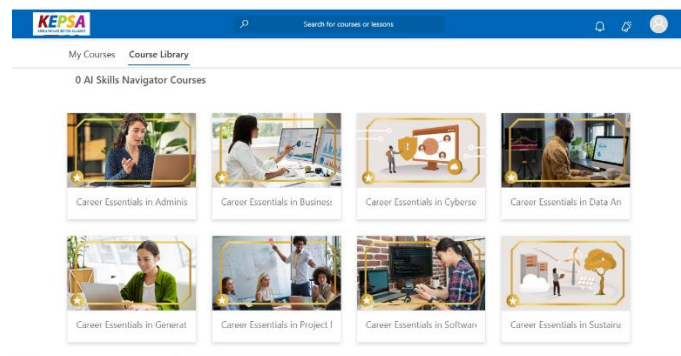 KEPSA
Search for courses or lessons
My Courses Course Library
0 AI Skills Navigator Courses
Career Essentials in Adminis
Career Essentials in Business
Career Essentials in Cyberse
Career Essentials in Data An
Career Essentials in Generat
Career Essentials in Project
Career Essentials in Software
Career Essentials in Sustaina